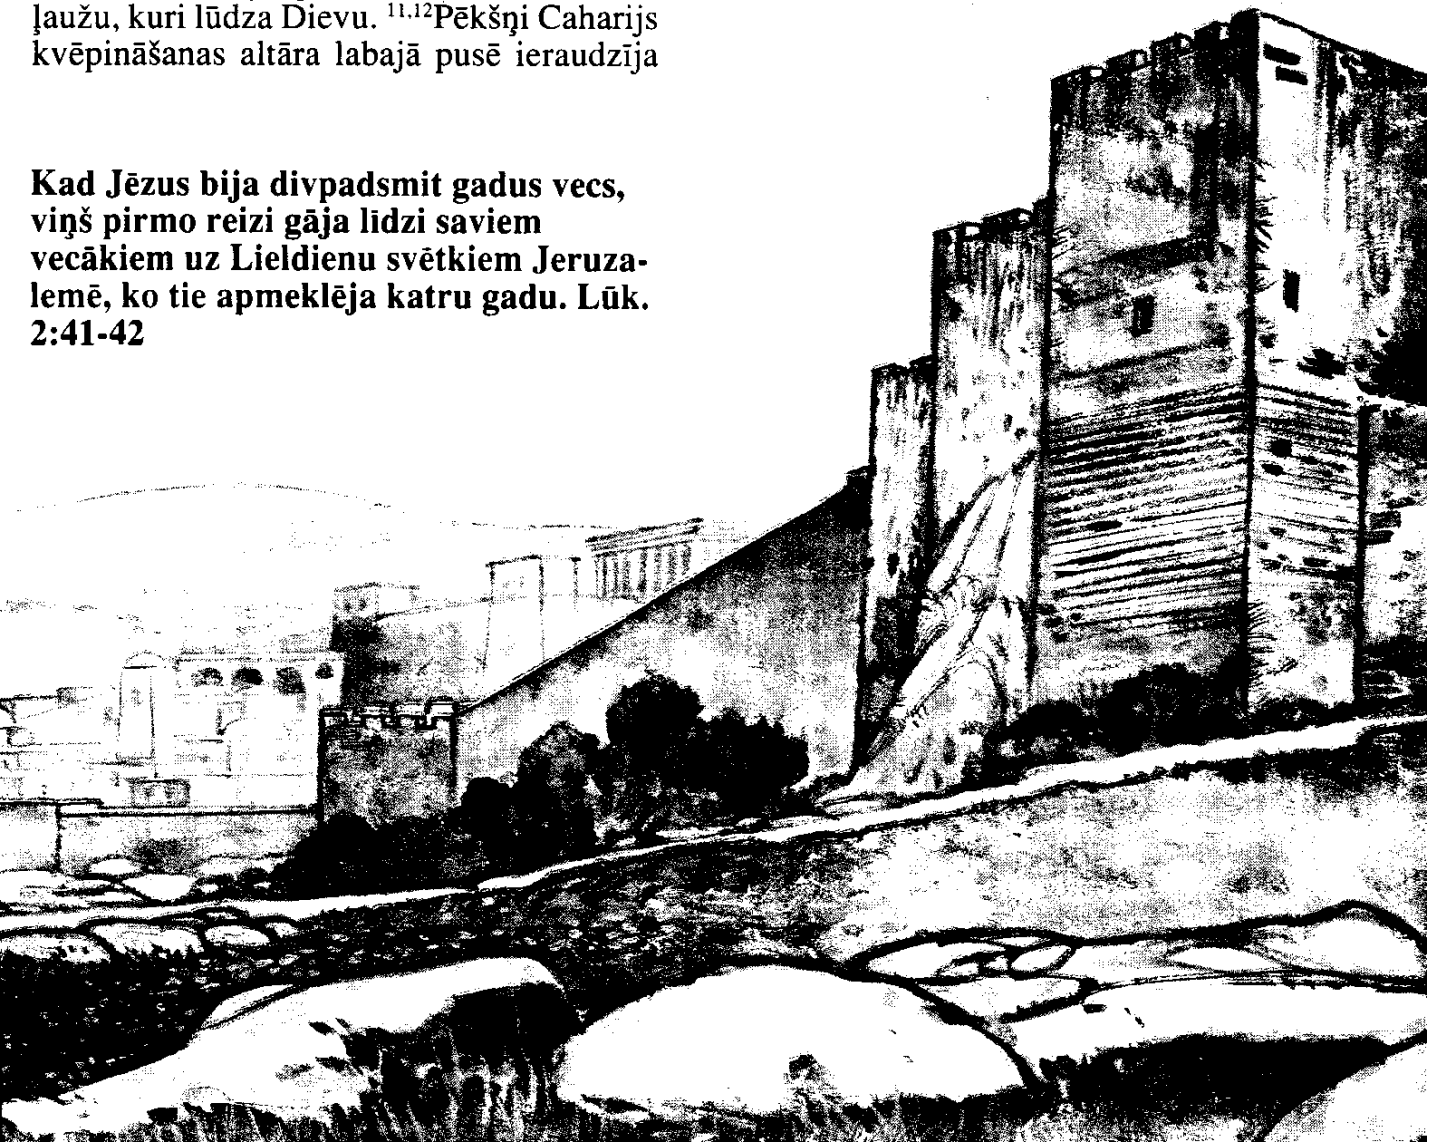 ļaužu, kuri lūdza Dievu. ¹¹,¹²Pēkšņi Caharijs
kvēpināšanas altāra labajā pusē ieraudzīja
Kad Jēzus bija divpadsmit gadus vecs,
viņš pirmo reizi gāja līdzi saviem
vecākiem uz Lieldienu svētkiem Jeruza-
lemē, ko tie apmeklēja katru gadu. Lūk.
2:41-42